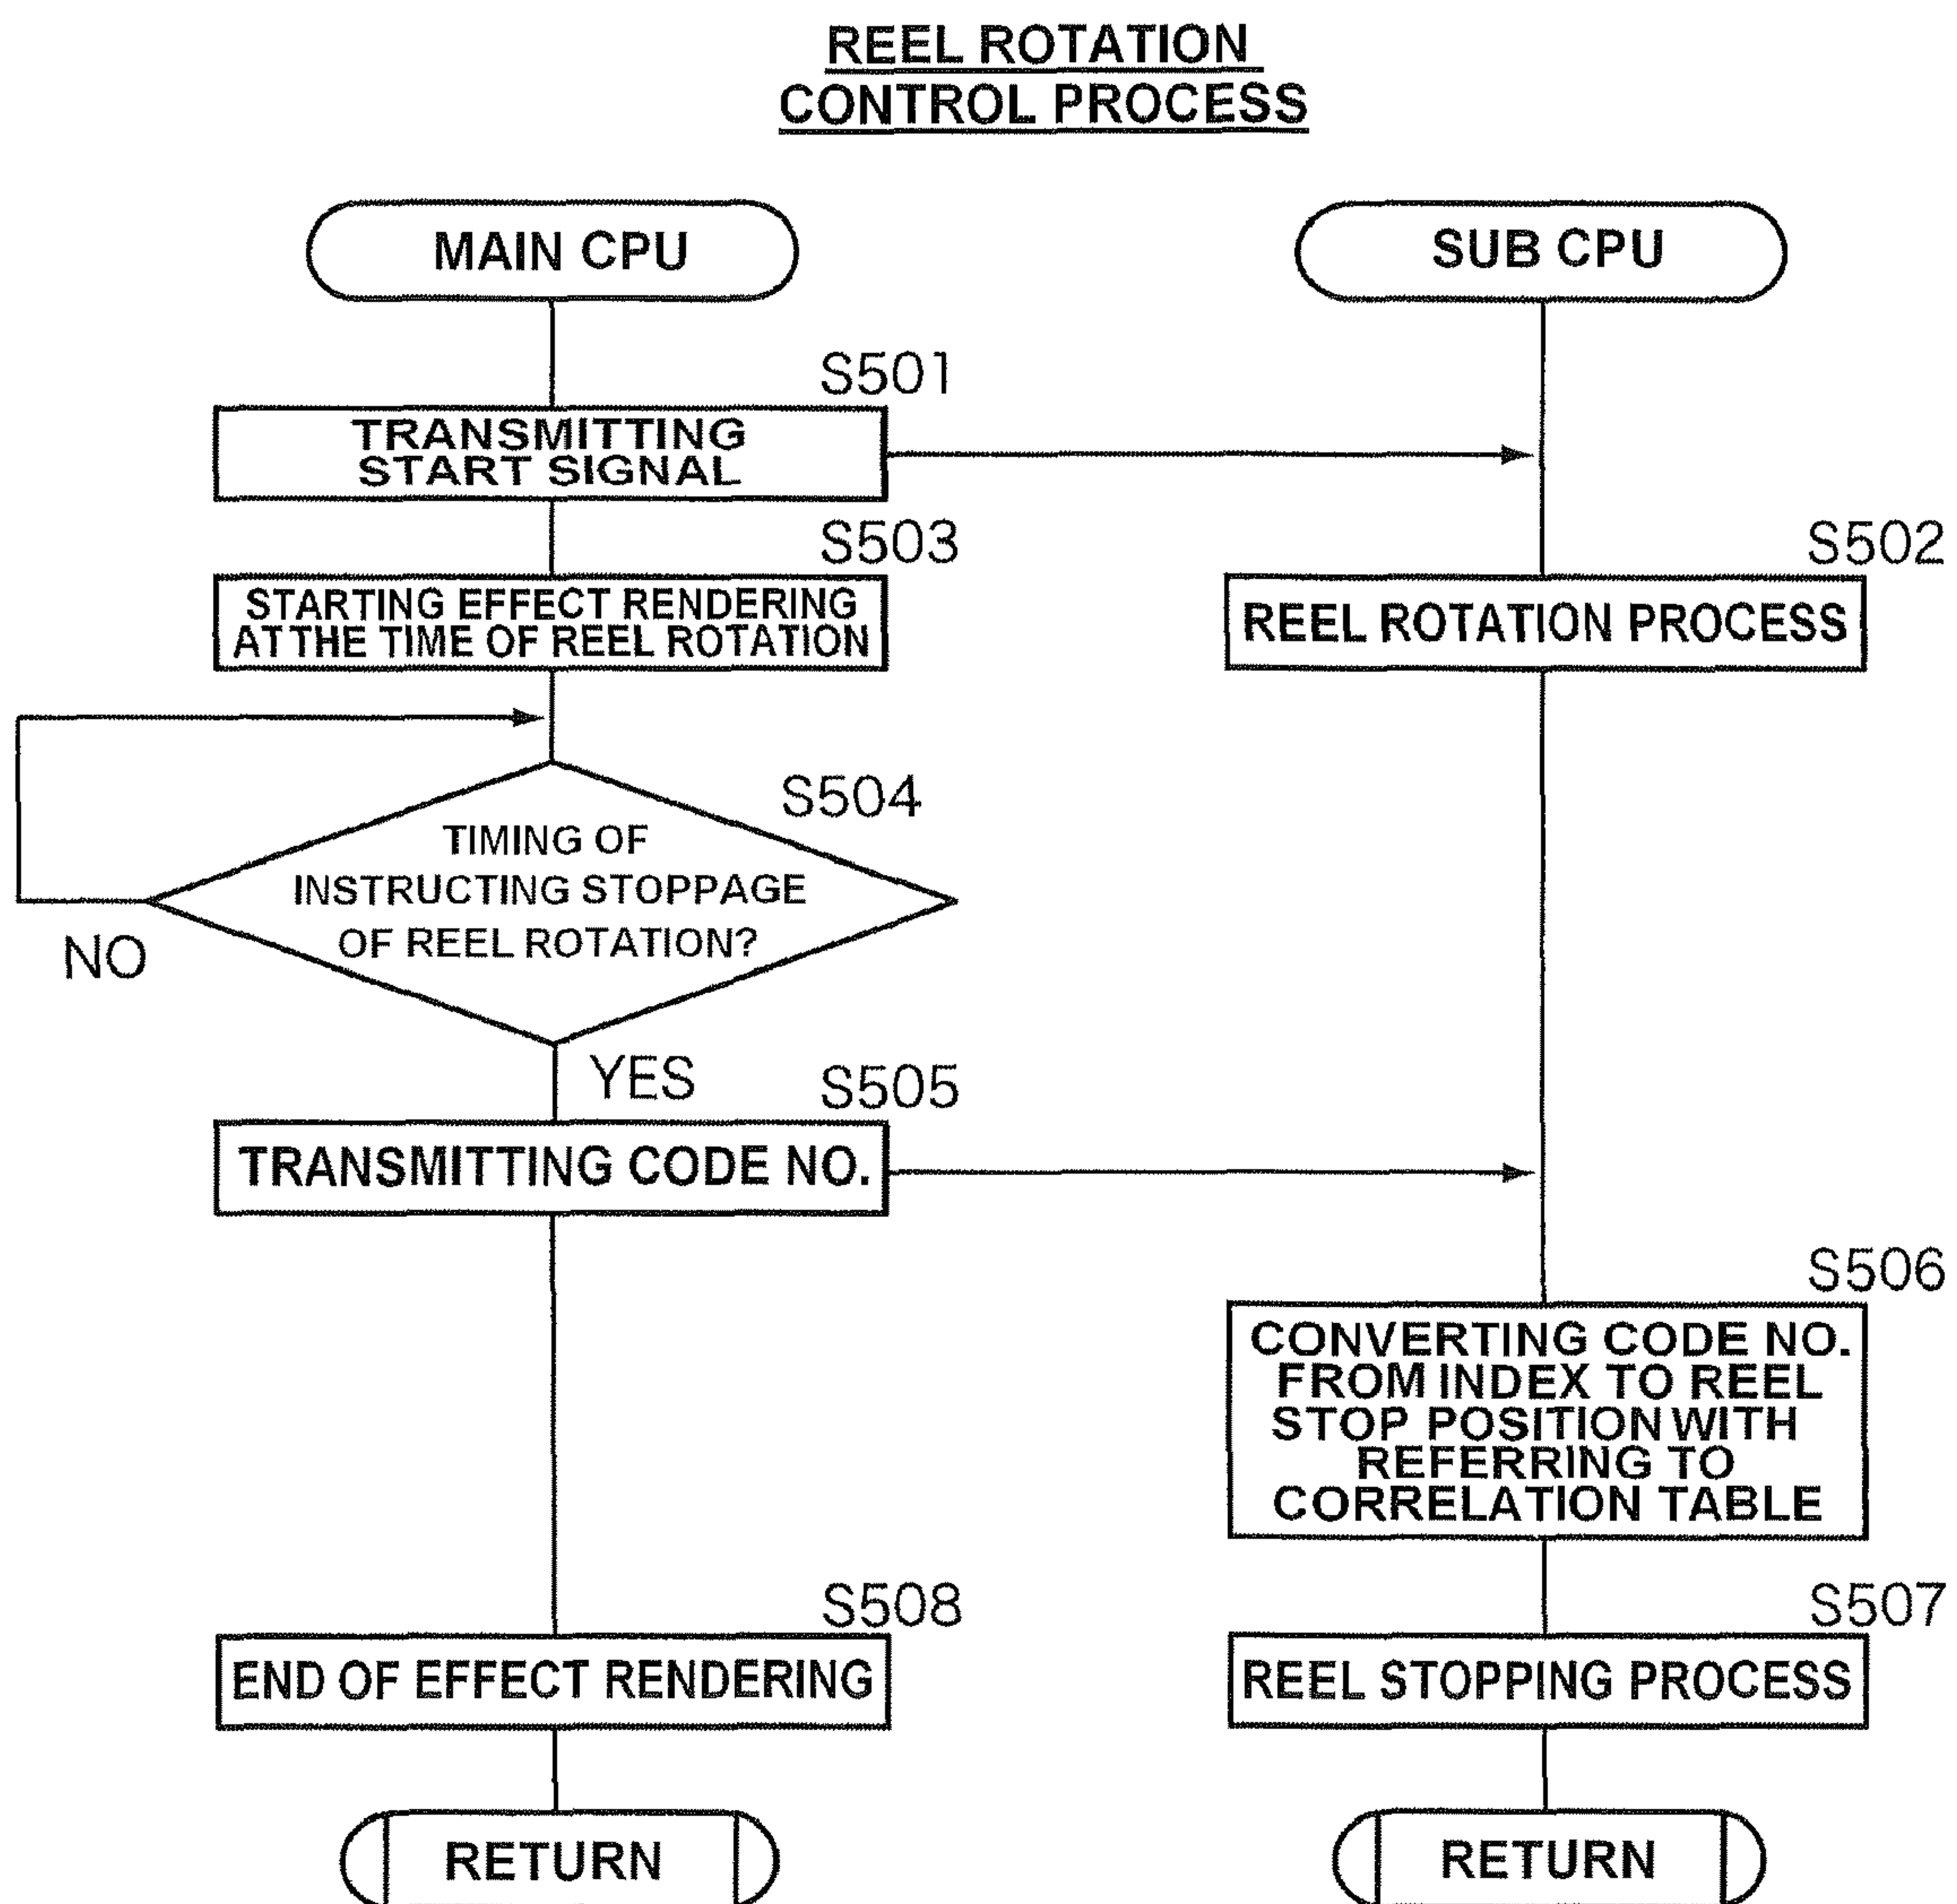 REEL ROTATION
CONTROL PROCESS
MAIN CPU
SUB CPU
S501
TRANSMITTING
START SIGNAL
S503
STARTING EFFECT RENDERING
AT THE TIME OF REEL ROTATION
S502
REEL ROTATION PROCESS
S504
TIMING OF
INSTRUCTING STOPPAGE
OF REEL ROTATION?
NO
YES
S505
TRANSMITTING CODE NO.
S506
CONVERTING CODE NO.
FROM INDEX TO REEL
STOP POSITION WITH
REFERRING TO
CORRELATION TABLE
S508
END OF EFFECT RENDERING
S507
REEL STOPPING PROCESS
RETURN
RETURN